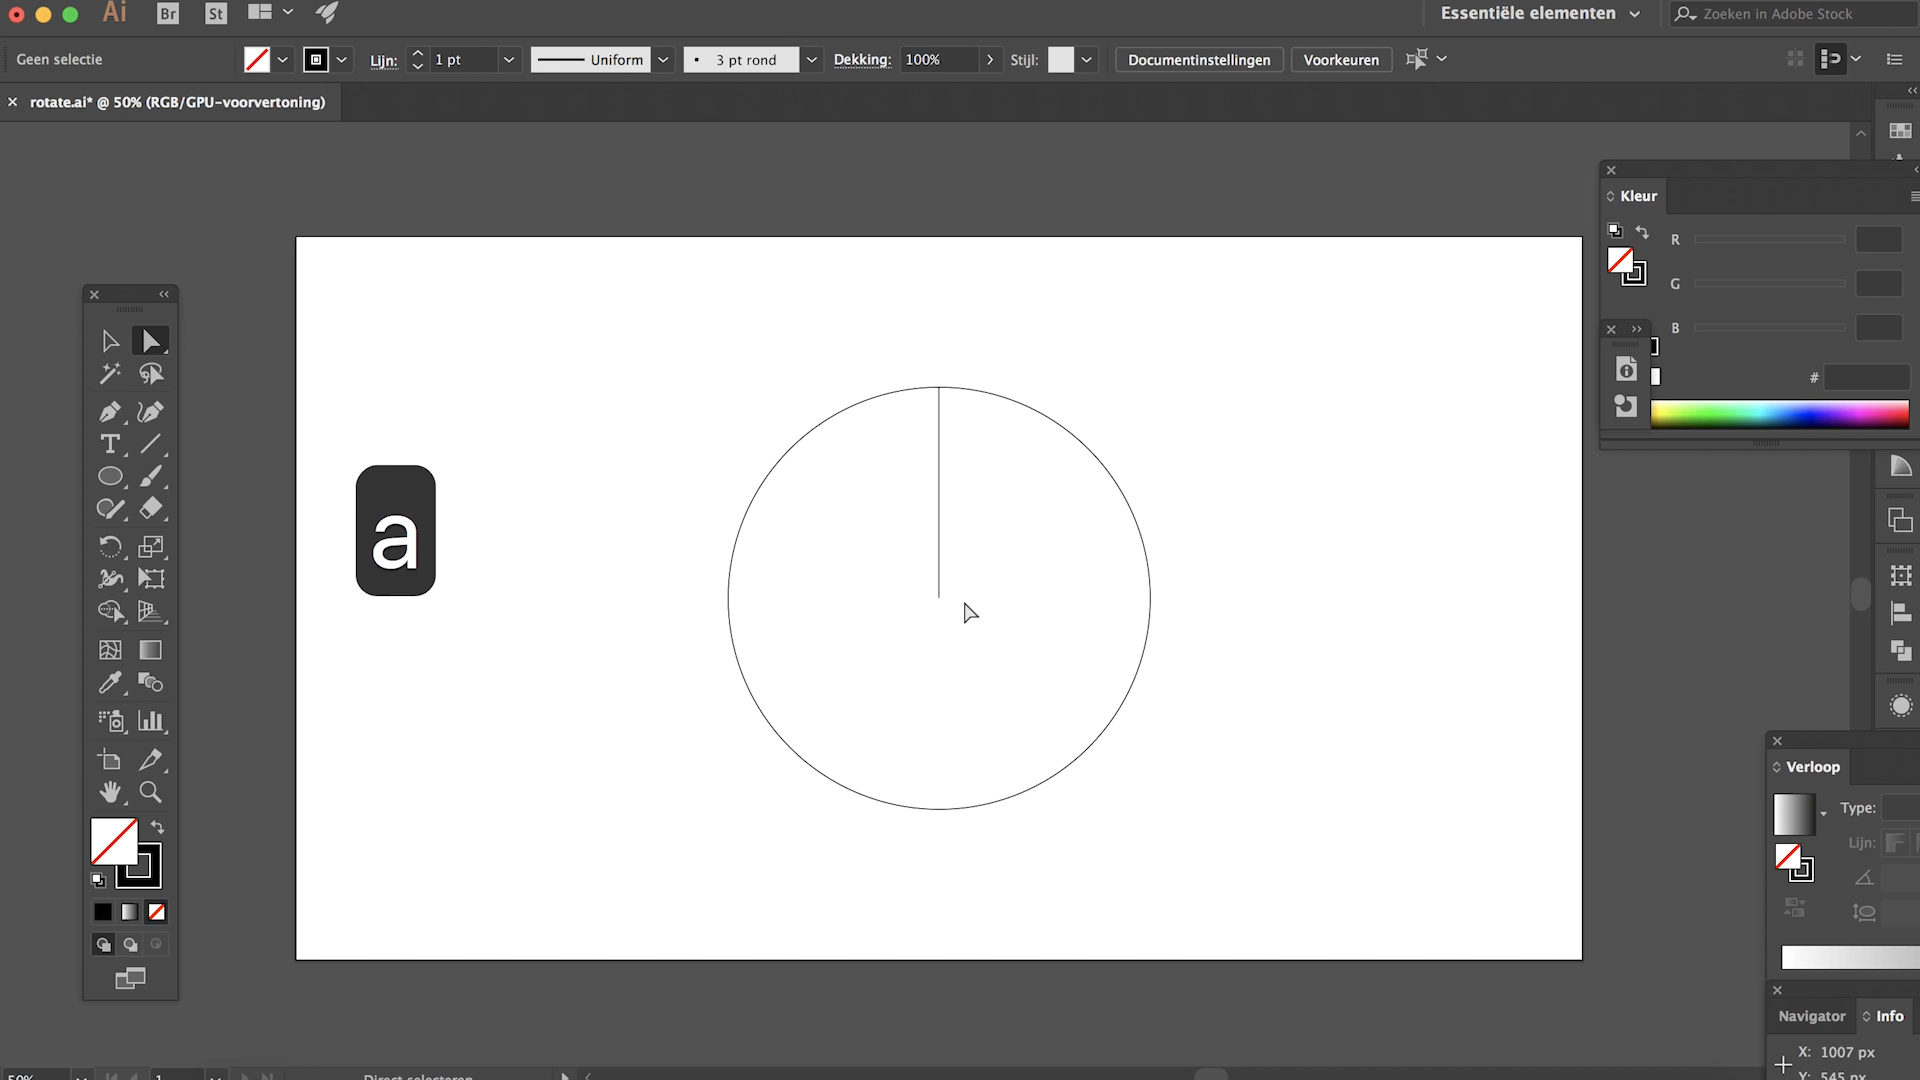 Ai Br St Essentiële elementen Zoeken in Adobe Stock
Geen selectie Lijn: 1 pt Uniform 3 pt rond Dekking: 100% Stijl: Documentinstellingen Voorkeuren
rotate.ai* @ 50% (RGB/GPU-voorvertoning)
Kleur
R
G
B
#
a
T
Verloop
Type:
Lijn:
Navigator Info
X: 1007 px
Y: 545 px
50% 1 Direct selecteren